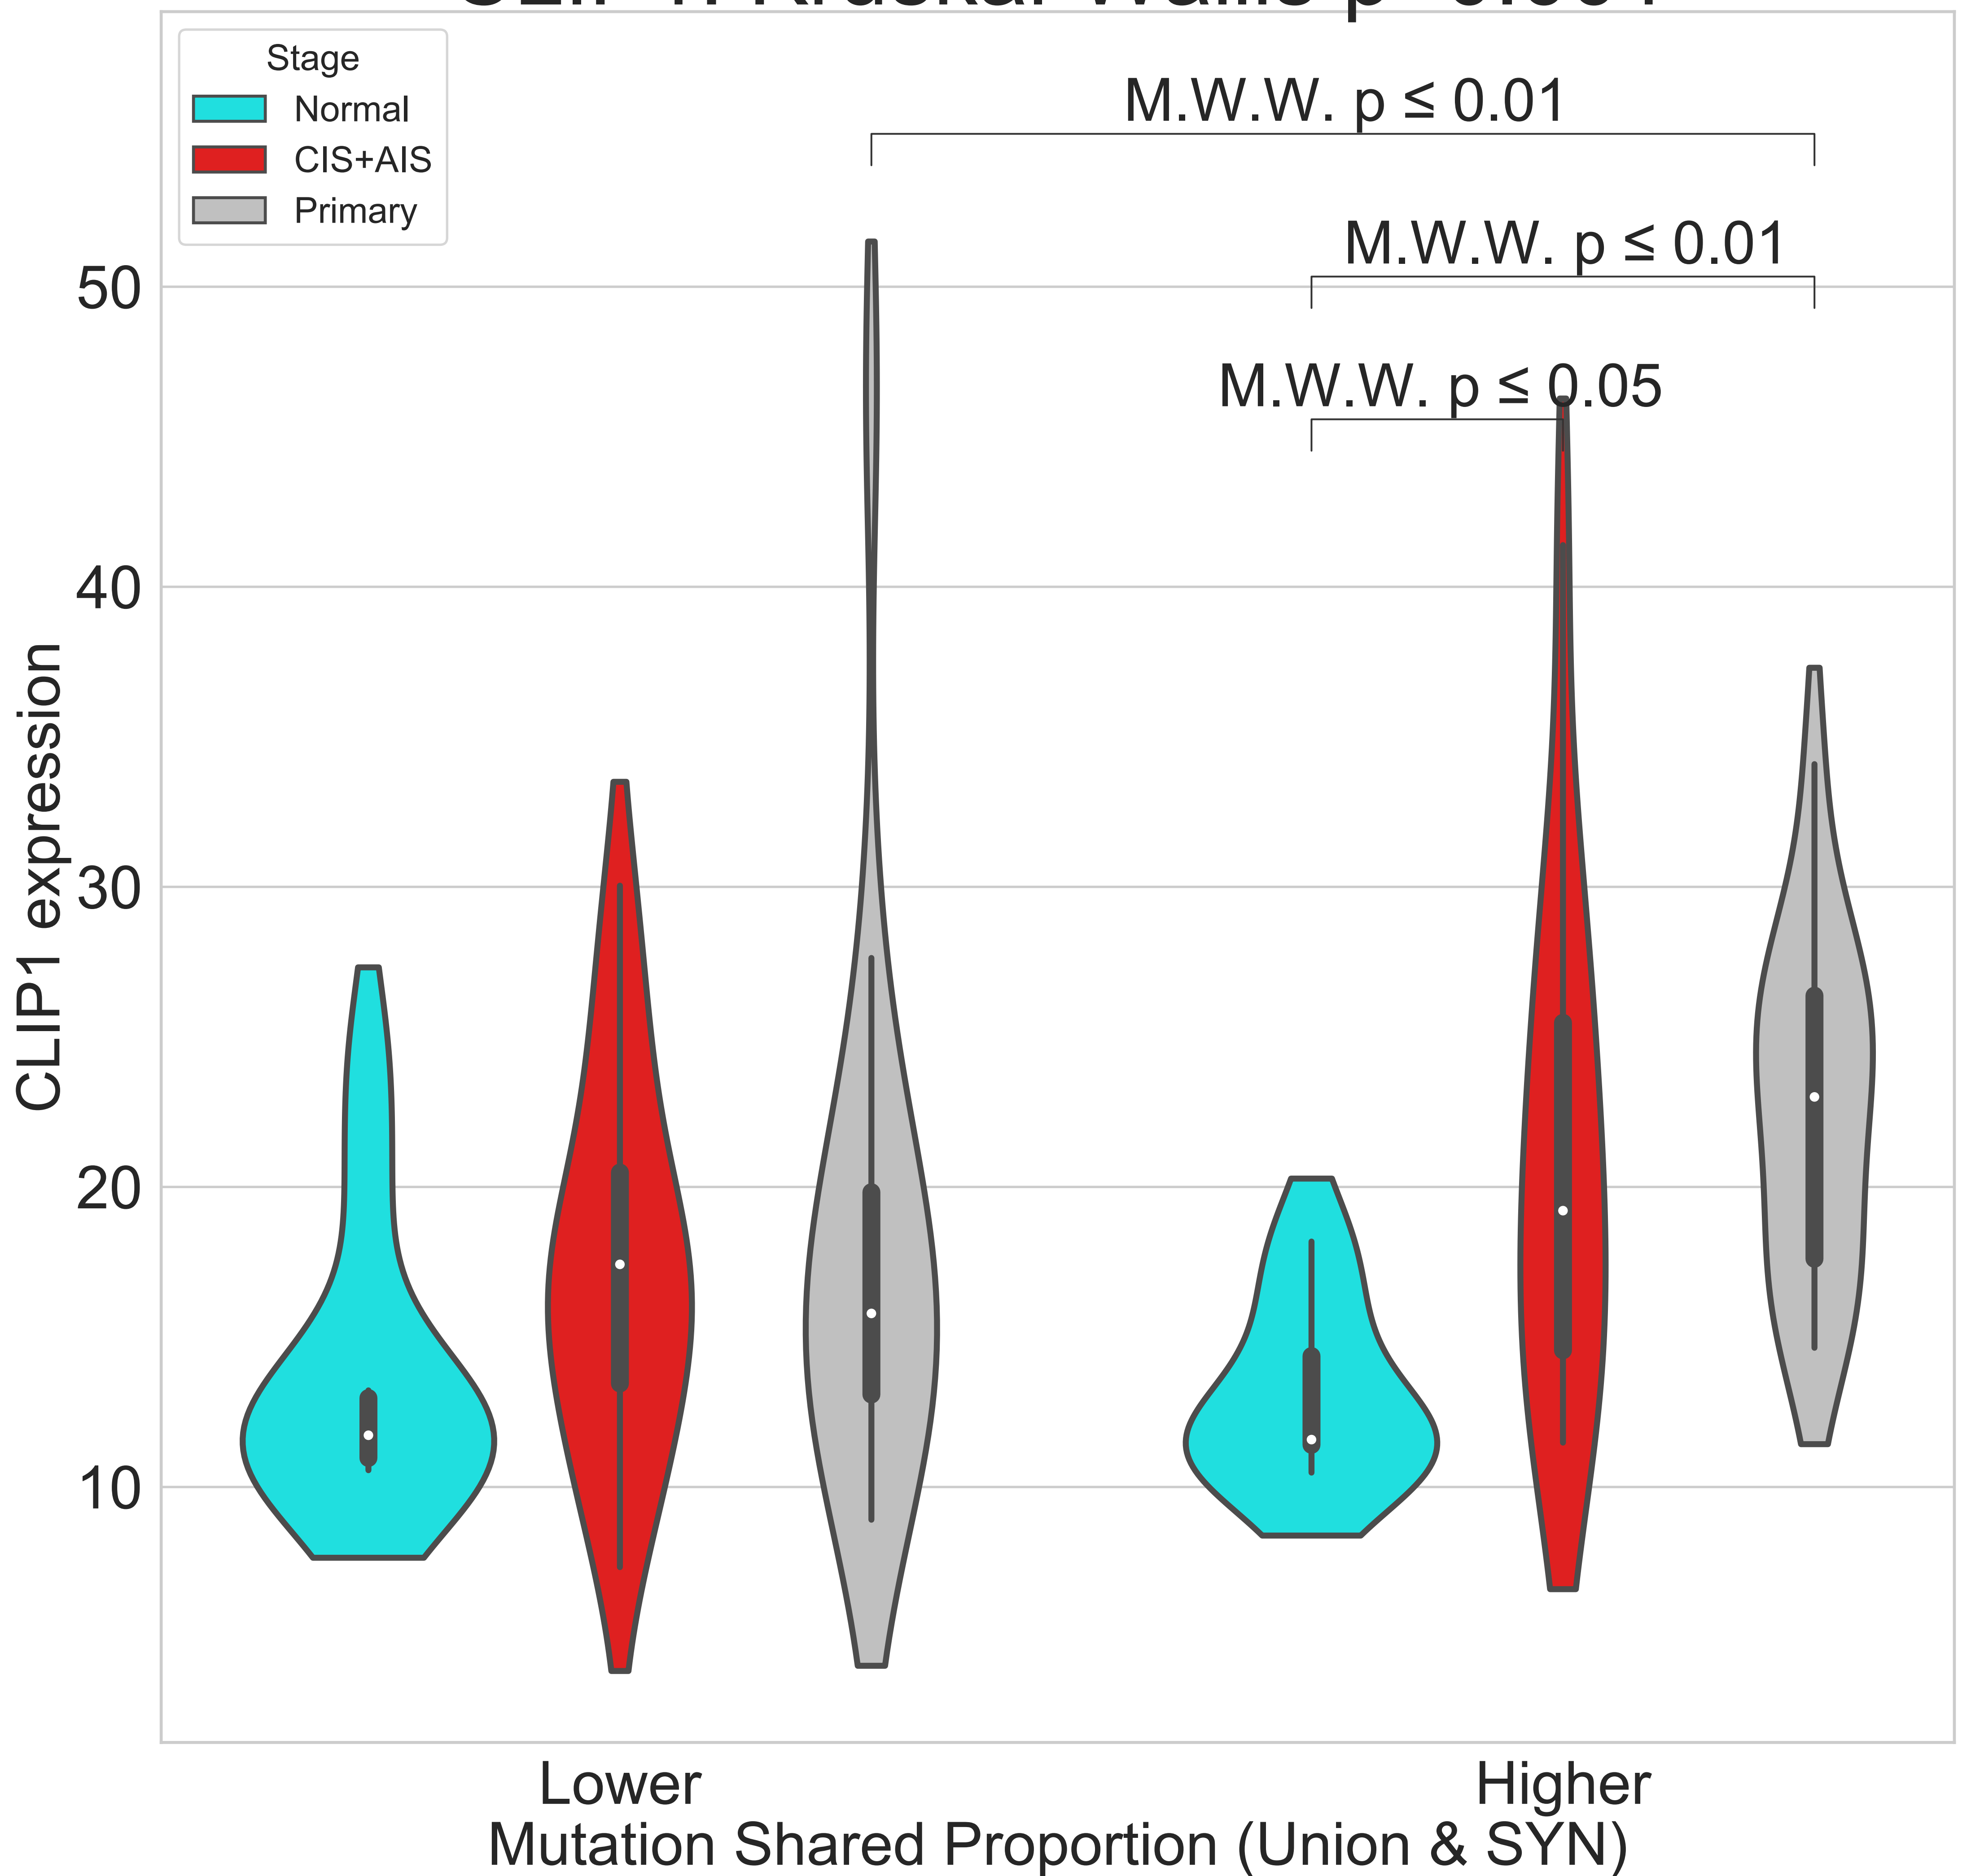 Stage
Normal
CIS+AIS
Primary
M.W.W. p ≤ 0.01
M.W.W. p ≤ 0.01
M.W.W. p ≤ 0.05
50
40
30
20
10
CLIP1 expression
Lower
Higher
Mutation Shared Proportion (Union & SYN)